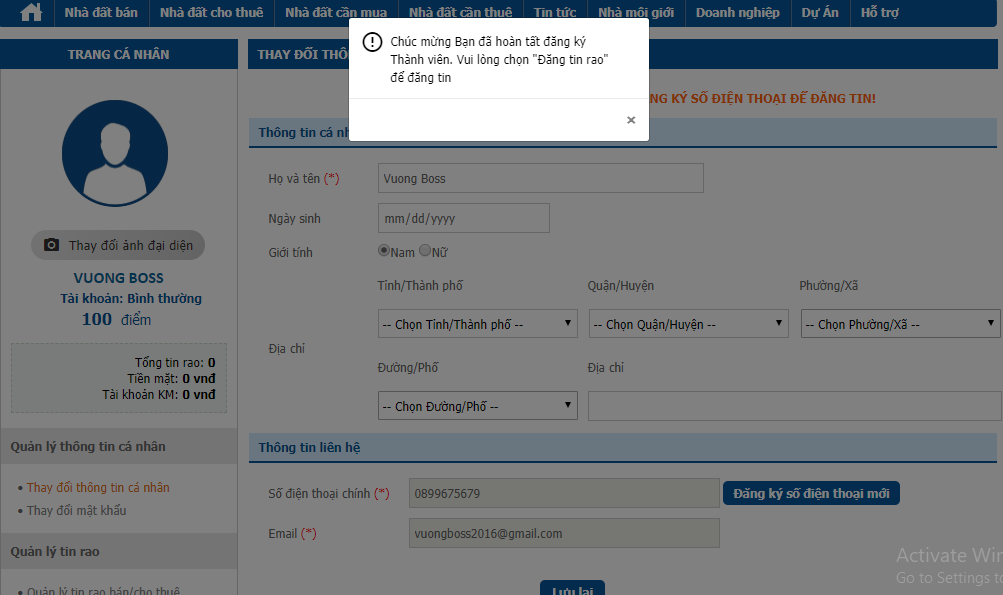 Nhà đất bán
Nhà đất cho thuê
Nhà đất cần mua
Nhà đất cần thuê
Tin tức
Nhà môi giới
Doanh nghiệp
Dự Án
Hỗ trợ
Chúc mừng Bạn đã hoàn tất đăng ký
Thành viên. Vui lòng chọn "Đăng tin rao"
để đăng tin
×
TRANG CÁ NHÂN
Thay đổi ảnh đại diện
VUONG BOSS
Tài khoản: Bình thường
100 điểm
Tổng tin rao: 0
Tiền mặt: 0 vnđ
Tài khoản KM: 0 vnđ
Quản lý thông tin cá nhân
• Thay đổi thông tin cá nhân
• Thay đổi mật khẩu
Quản lý tin rao
• Quản lý tin rao bán/cho thuê
THAY ĐỔI
KÝ SỐ ĐIỆN THOẠI ĐỂ ĐĂNG TIN!
Thông tin cá
Họ và tên (*)
Vuong Boss
Ngày sinh
mm/dd/yyyy
Giới tính
Nam
Nữ
Địa chỉ
Tỉnh/Thành phố
Quận/Huyện
Phường/Xã
-- Chọn Tỉnh/Thành phố --
-- Chọn Quận/Huyện --
-- Chọn Phường/Xã --
Đường/Phố
Địa chỉ
-- Chọn Đường/Phố --
Thông tin liên hệ
Số điện thoại chính (*)
0899675679
Đăng ký số điện thoại mới
Email (*)
vuongboss2016@gmail.com
Lưu lại
Activate
Go to Settings